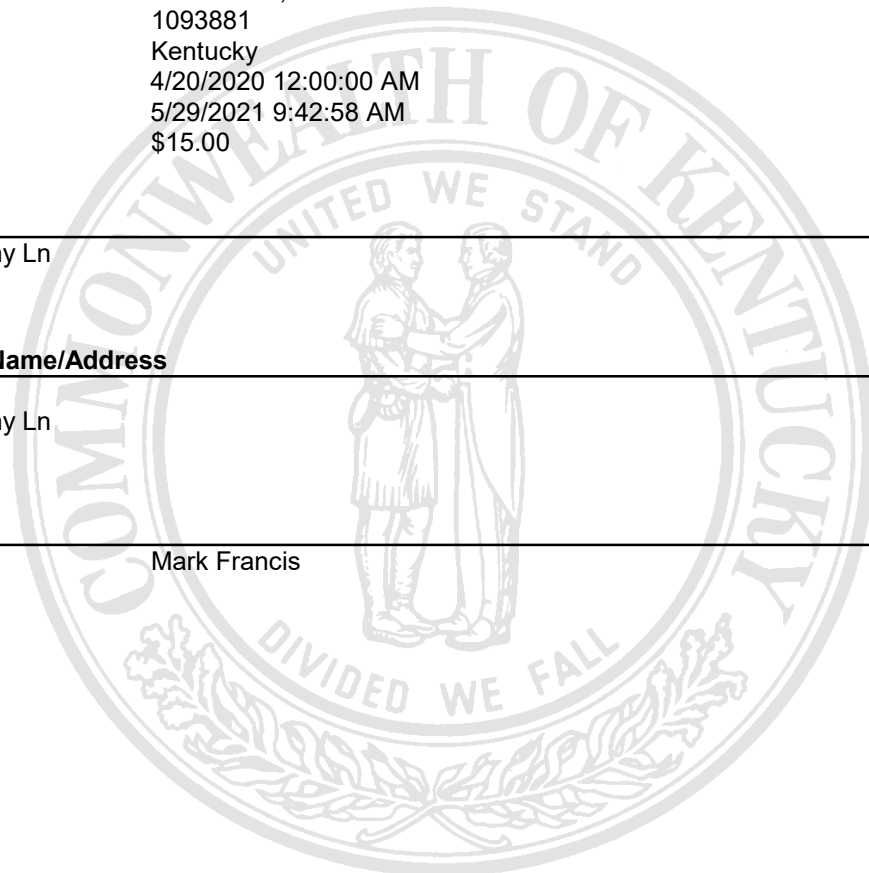 1093881
Kentucky
4/20/2020 12:00:00 AM
5/29/2021 9:42:58 AM
$15.00
Ln
Name/Address
Ln
Mark Francis
COMMONWEALTH OF KENTUCKY
UNITED WE STAND
DIVIDED WE FALL